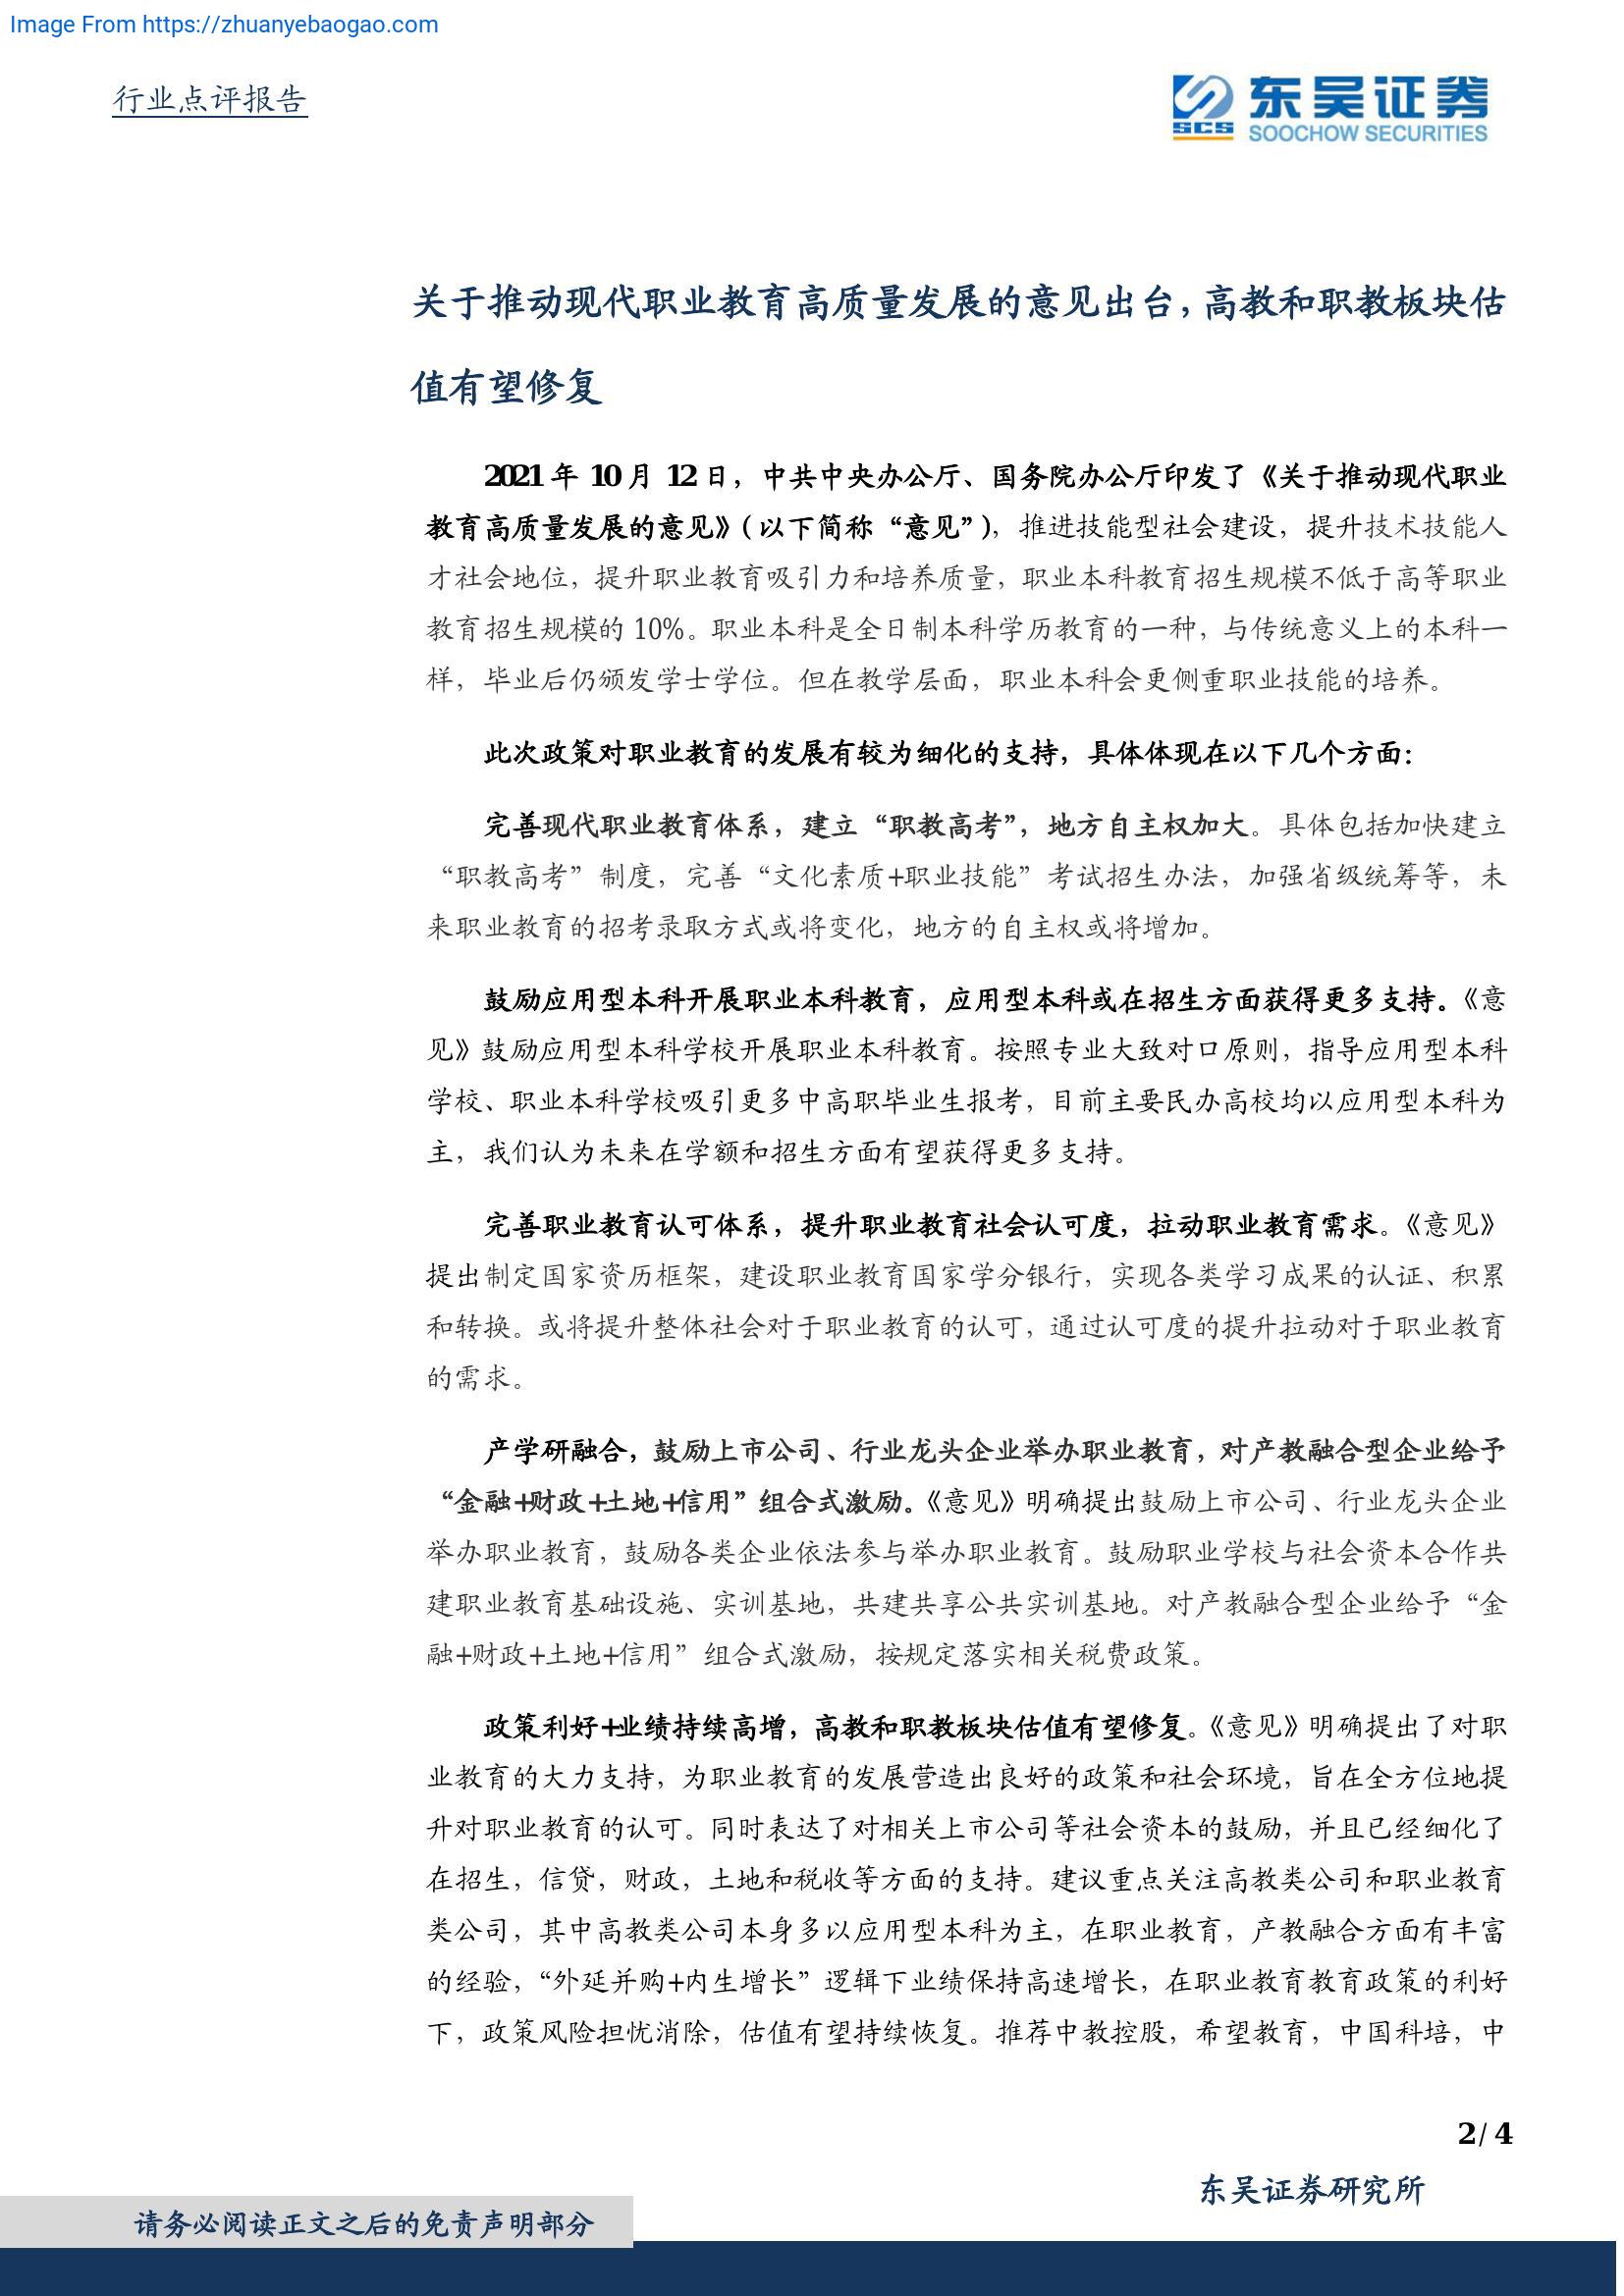 Image From https://zhuanyebaogao.com
行业点评报告
SCS
东吴证券
SOOCHOW SECURITIES
关于推动现代职业教育高质量发展的意见出台，高教和职教板块估
值有望修复
2021 年 10 月 12 日，中共中央办公厅、国务院办公厅印发了《关于推动现代职业
教育高质量发展的意见》（以下简称“意见”），推进技能型社会建设，提升技术技能人
才社会地位，提升职业教育吸引力和培养质量，职业本科教育招生规模不低于高等职业
教育招生规模的 10%。职业本科是全日制本科学历教育的一种，与传统意义上的本科一
样，毕业后仍颁发学士学位。但在教学层面，职业本科会更侧重职业技能的培养。
此次政策对职业教育的发展有较为细化的支持，具体体现在以下几个方面：
完善现代职业教育体系，建立“职教高考”，地方自主权加大。具体包括加快建立
“职教高考”制度，完善“文化素质+职业技能”考试招生办法，加强省级统筹等，未
来职业教育的招考录取方式或将变化，地方的自主权或将增加。
鼓励应用型本科开展职业本科教育，应用型本科或在招生方面获得更多支持。《意
见》鼓励应用型本科学校开展职业本科教育。按照专业大致对口原则，指导应用型本科
学校、职业本科学校吸引更多中高职毕业生报考，目前主要民办高校均以应用型本科为
主，我们认为未来在学额和招生方面有望获得更多支持。
完善职业教育认可体系，提升职业教育社会认可度，拉动职业教育需求。《意见》
提出制定国家资历框架，建设职业教育国家学分银行，实现各类学习成果的认证、积累
和转换。或将提升整体社会对于职业教育的认可，通过认可度的提升拉动对于职业教育
的需求。
产学研融合，鼓励上市公司、行业龙头企业举办职业教育，对产教融合型企业给予
“金融+财政+土地+信用”组合式激励。《意见》明确提出鼓励上市公司、行业龙头企业
举办职业教育，鼓励各类企业依法参与举办职业教育。鼓励职业学校与社会资本合作共
建职业教育基础设施、实训基地，共建共享公共实训基地。对产教融合型企业给予“金
融+财政+土地+信用”组合式激励，按规定落实相关税费政策。
政策利好+业绩持续高增，高教和职教板块估值有望修复。《意见》明确提出了对职
业教育的大力支持，为职业教育的发展营造出良好的政策和社会环境，旨在全方位地提
升对职业教育的认可。同时表达了对相关上市公司等社会资本的鼓励，并且已经细化了
在招生，信贷，财政，土地和税收等方面的支持。建议重点关注高教类公司和职业教育
类公司，其中高教类公司本身多以应用型本科为主，在职业教育，产教融合方面有丰富
的经验，“外延并购+内生增长”逻辑下业绩保持高速增长，在职业教育教育政策的利好
下，政策风险担忧消除，估值有望持续恢复。推荐中教控股，希望教育，中国科培，中
2 / 4
东吴证券研究所
请务必阅读正文之后的免责声明部分